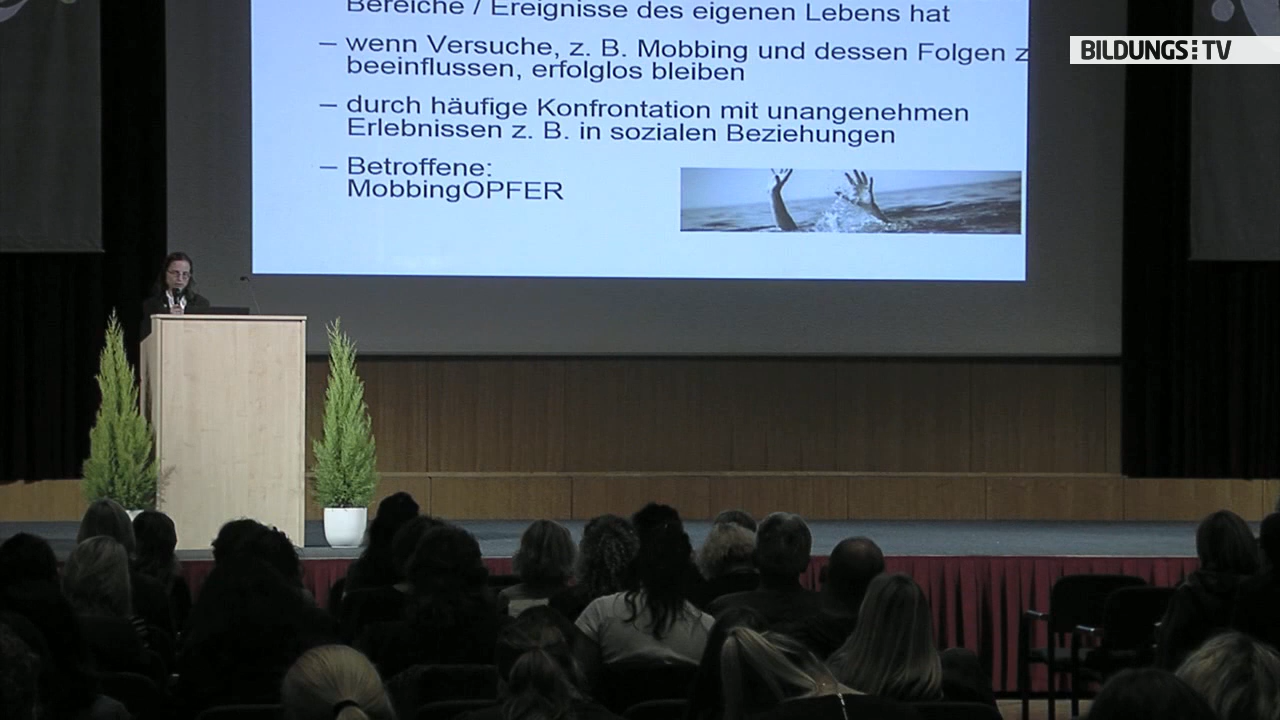 Bereiche / Ereignisse des eigenen Lebens hat
– wenn Versuche, z. B. Mobbing und dessen Folgen z
beeinflussen, erfolglos bleiben
– durch häufige Konfrontation mit unangenehmen
Erlebnissen z. B. in sozialen Beziehungen
– Betroffene:
MobbingOPFER
BILDUNGS TV